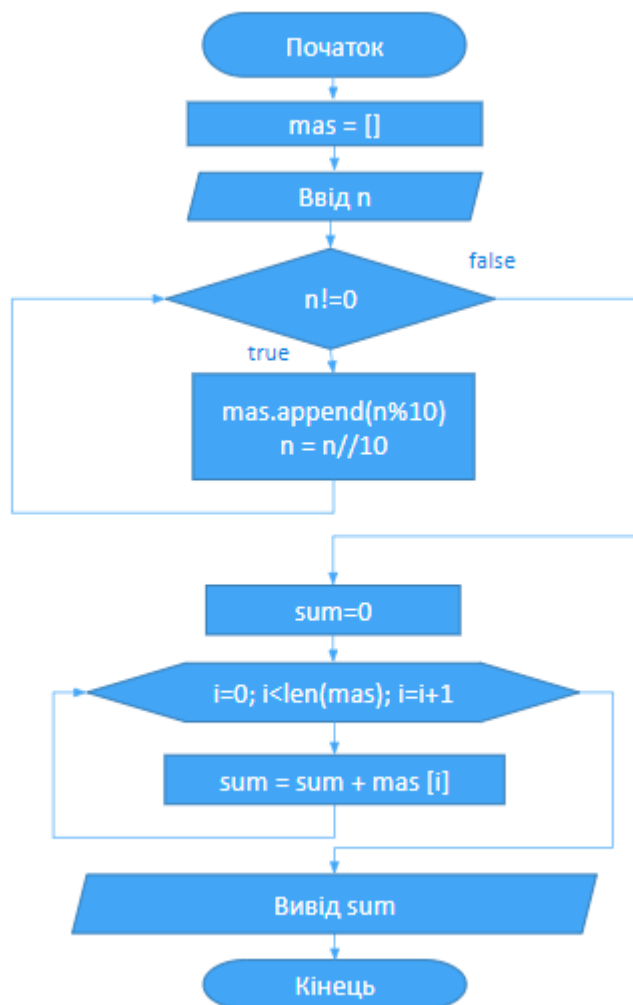 Початок
mas = []
Ввід n
false
n!=0
true
mas.append(n%10)
n = n//10
sum=0
i=0; i<len(mas); i=i+1
sum = sum + mas [i]
Вивід sum
Кінець